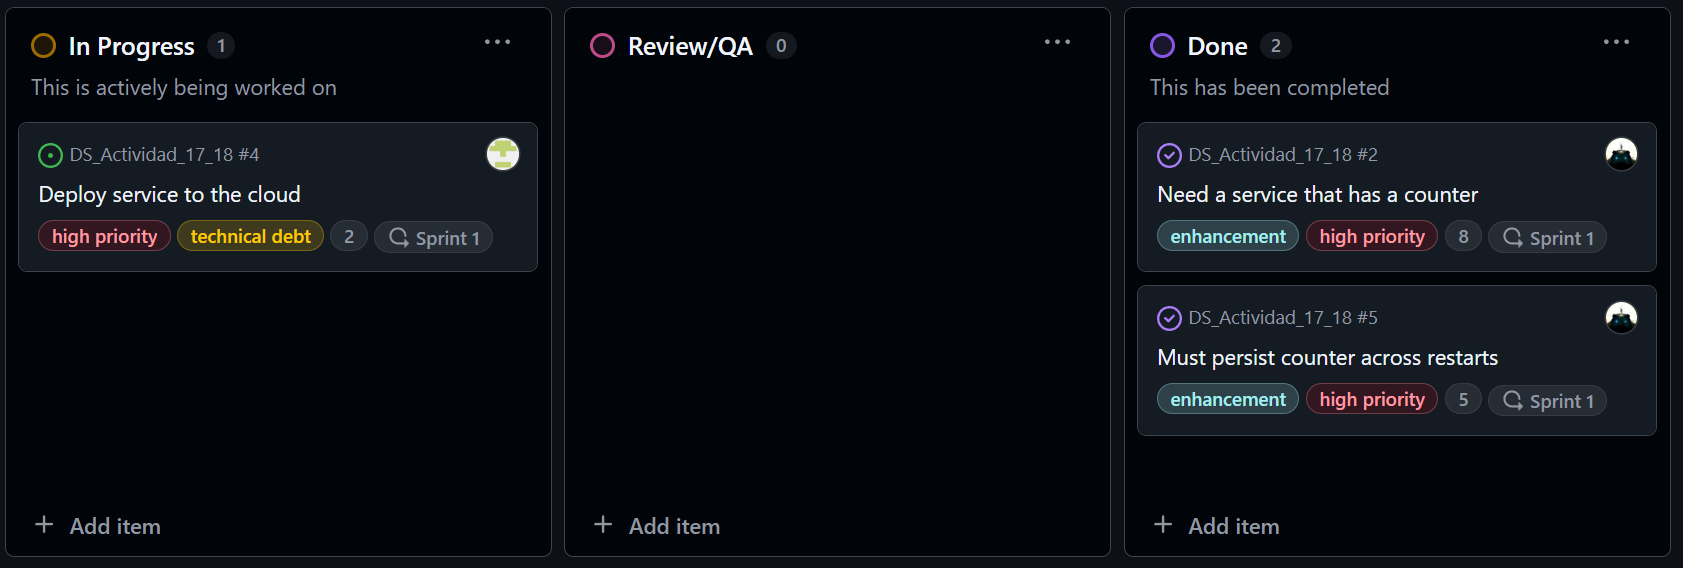 In Progress 1
This is actively being worked on
DS_Actividad_17_18 #4
Deploy service to the cloud
high priority technical debt 2 Sprint 1
Add item
Review/QA 0
Add item
Done 2
This has been completed
DS_Actividad_17_18 #2
Need a service that has a counter
enhancement high priority 8 Sprint 1
DS_Actividad_17_18 #5
Must persist counter across restarts
enhancement high priority 5 Sprint 1
Add item